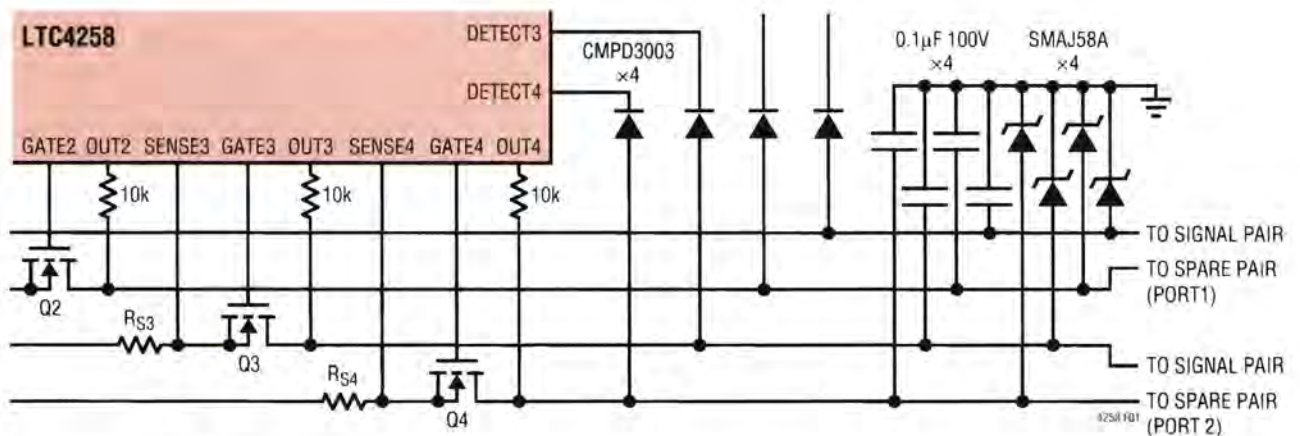 LTC4258
DETECT3
DETECT4
CMPD3003
×4
0.1µF 100V
×4
SMAJ58A
×4
GATE2 OUT2 SENSE3 GATE3 OUT3 SENSE4 GATE4 OUT4
10k
10k
10k
TO SIGNAL PAIR
TO SPARE PAIR
(PORT1)
Q2
RS3
Q3
TO SIGNAL PAIR
RS4
Q4
TO SPARE PAIR
(PORT 2)
4258 F01